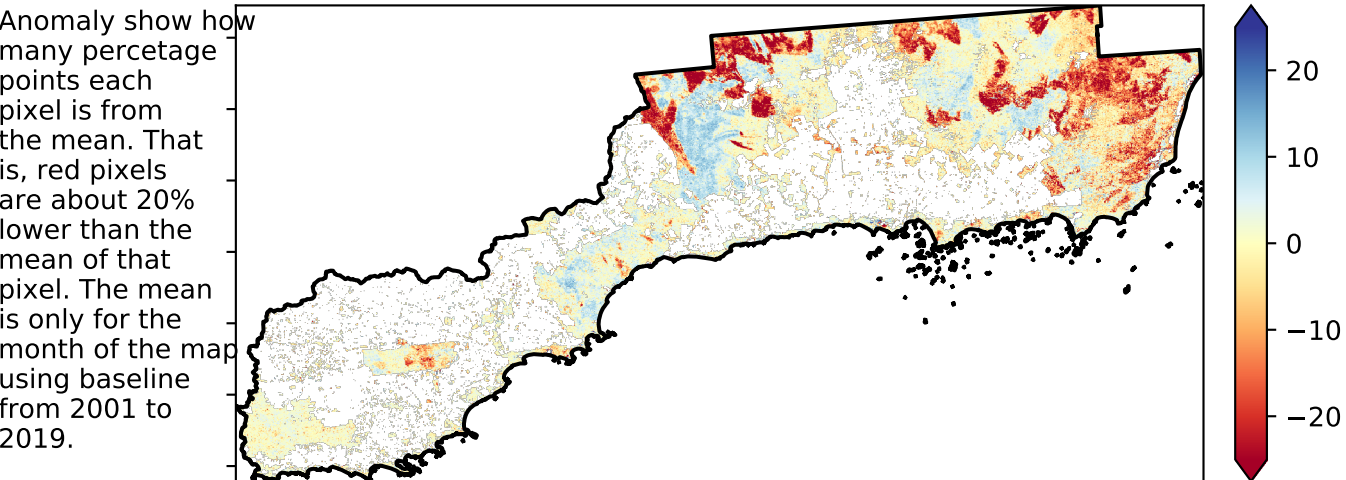 Anomaly show how
many percetage
points each
pixel is from
the mean. That
is, red pixels
are about 20%
lower than the
mean of that
pixel. The mean
is only for the
month of the map
using baseline
from 2001 to
2019.
20
10
0
−10
−20